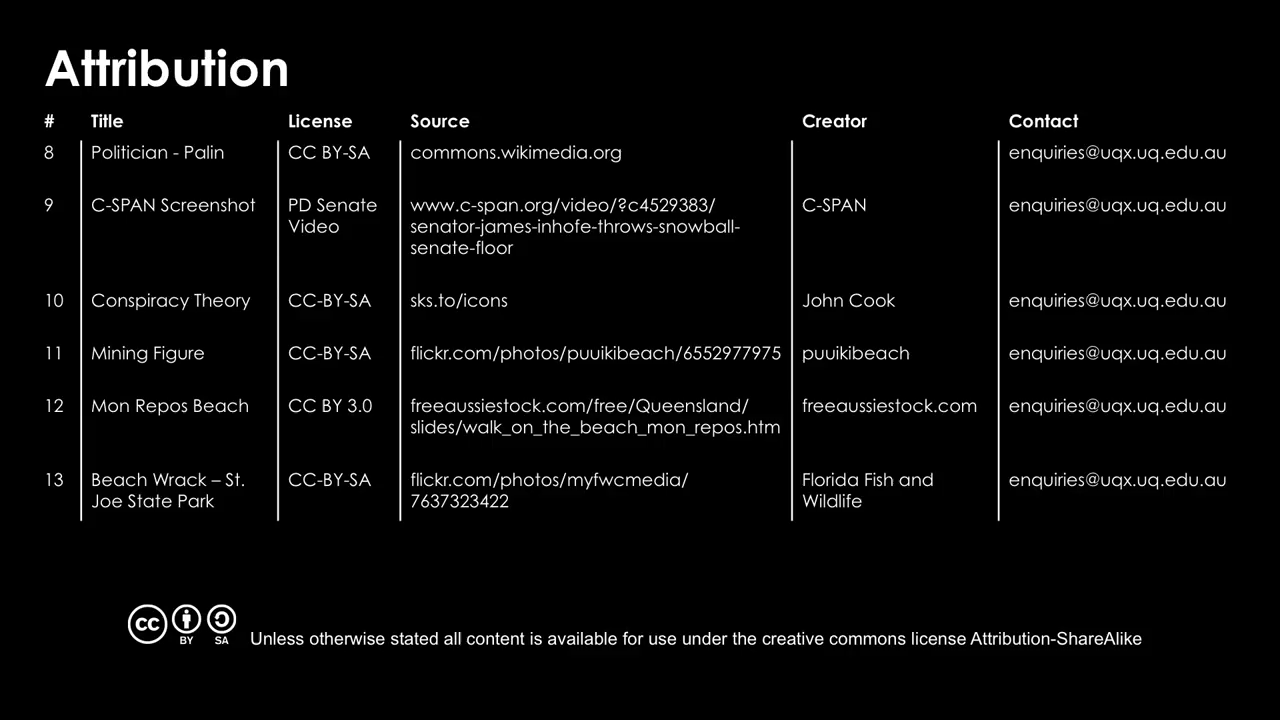 Attribution
# Title License Source Creator Contact
8 Politician - Palin CC BY-SA commons.wikimedia.org enquiries@uqx.uq.edu.au
9 C-SPAN Screenshot PD Senate www.c-span.org/video/?c4529383/ C-SPAN enquiries@uqx.uq.edu.au
Video senator-james-inhofe-throws-snowball-
senate-floor
10 Conspiracy Theory CC-BY-SA sks.to/icons John Cook enquiries@uqx.uq.edu.au
11 Mining Figure CC-BY-SA flickr.com/photos/puuikibeach/6552977975 puuikibeach enquiries@uqx.uq.edu.au
12 Mon Repos Beach CC BY 3.0 freeaussiestock.com/free/Queensland/ freeaussiestock.com enquiries@uqx.uq.edu.au
slides/walk_on_the_beach_mon_repos.htm
13 Beach Wrack – St. CC-BY-SA flickr.com/photos/myfwcmedia/ Florida Fish and enquiries@uqx.uq.edu.au
Joe State Park 7637323422 Wildlife
cc BY SA Unless otherwise stated all content is available for use under the creative commons license Attribution-ShareAlike